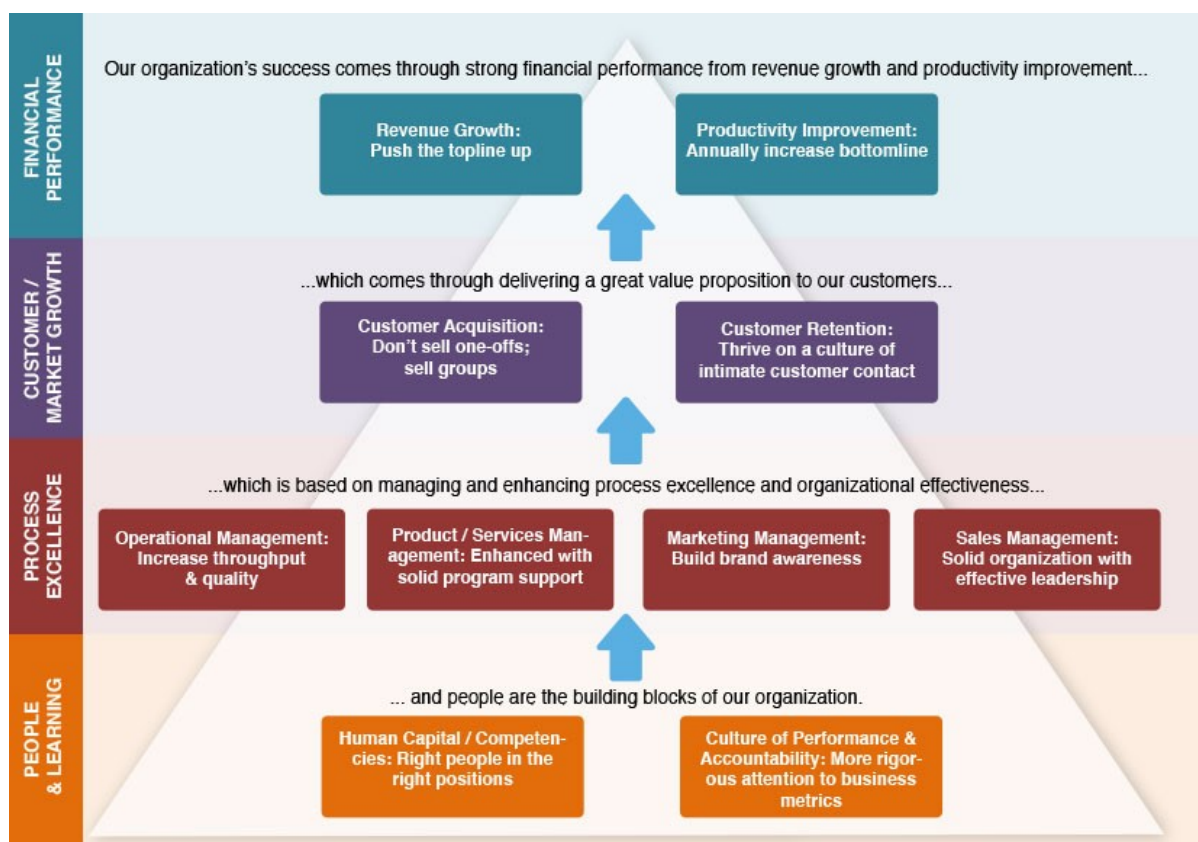 FINANCIAL
PERFORMANCE
Our organization's success comes through strong financial performance from revenue growth and productivity improvement...
Revenue Growth:
Push the topline up
Productivity Improvement:
Annually increase bottomline
CUSTOMER /
MARKET GROWTH
...which comes through delivering a great value proposition to our customers...
Customer Acquisition:
Don't sell one-offs;
sell groups
Customer Retention:
Thrive on a culture of
intimate customer contact
PROCESS
EXCELLENCE
...which is based on managing and enhancing process excellence and organizational effectiveness...
Operational Management:
Increase throughput
& quality
Product / Services Man-
agement: Enhanced with
solid program support
Marketing Management:
Build brand awareness
Sales Management:
Solid organization with
effective leadership
PEOPLE
& LEARNING
... and people are the building blocks of our organization.
Human Capital / Competen-
cies: Right people in the
right positions
Culture of Performance &
Accountability: More rigor-
ous attention to business
metrics